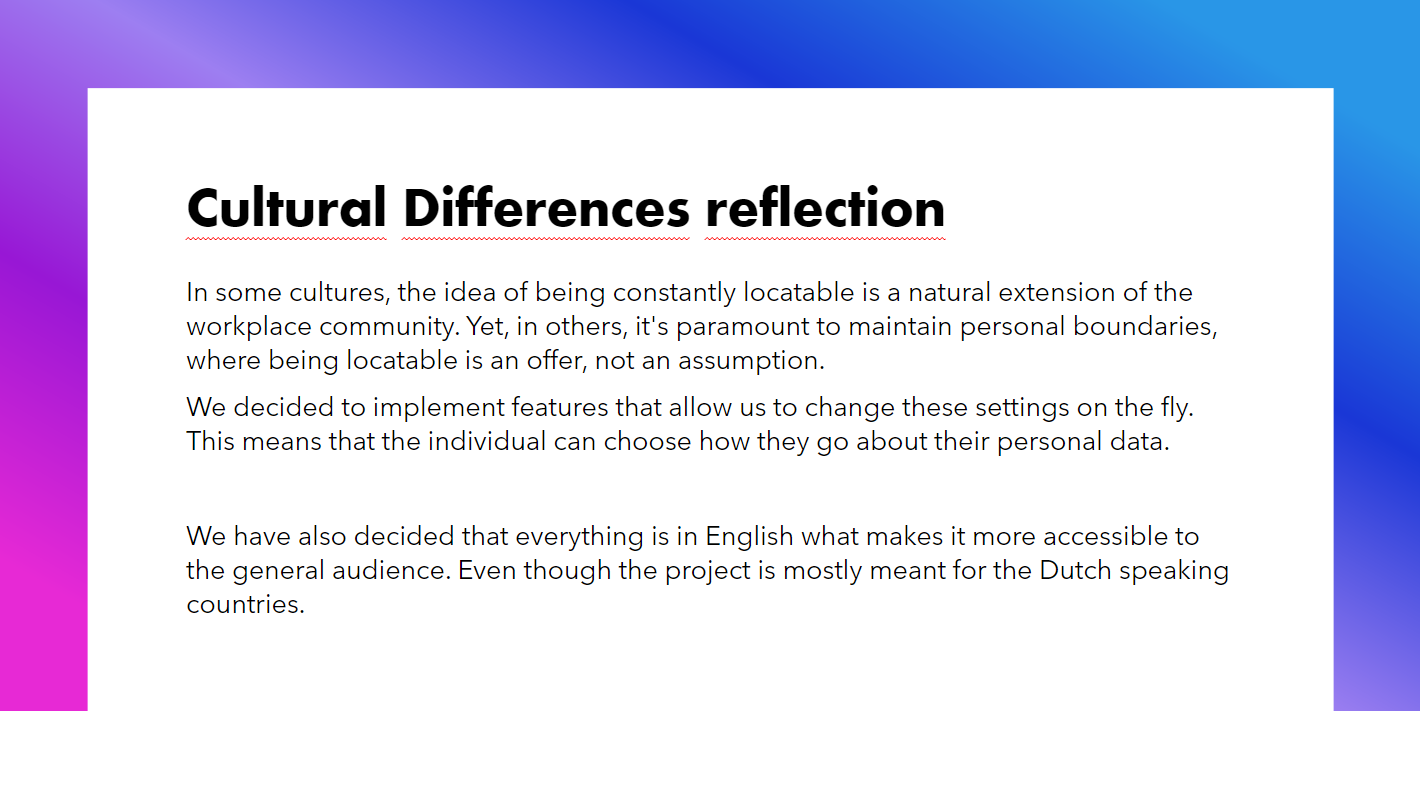 Cultural Differences reflection
In some cultures, the idea of being constantly locatable is a natural extension of the
workplace community. Yet, in others, it's paramount to maintain personal boundaries,
where being locatable is an offer, not an assumption.
We decided to implement features that allow us to change these settings on the fly.
This means that the individual can choose how they go about their personal data.
We have also decided that everything is in English what makes it more accessible to
the general audience. Even though the project is mostly meant for the Dutch speaking
countries.